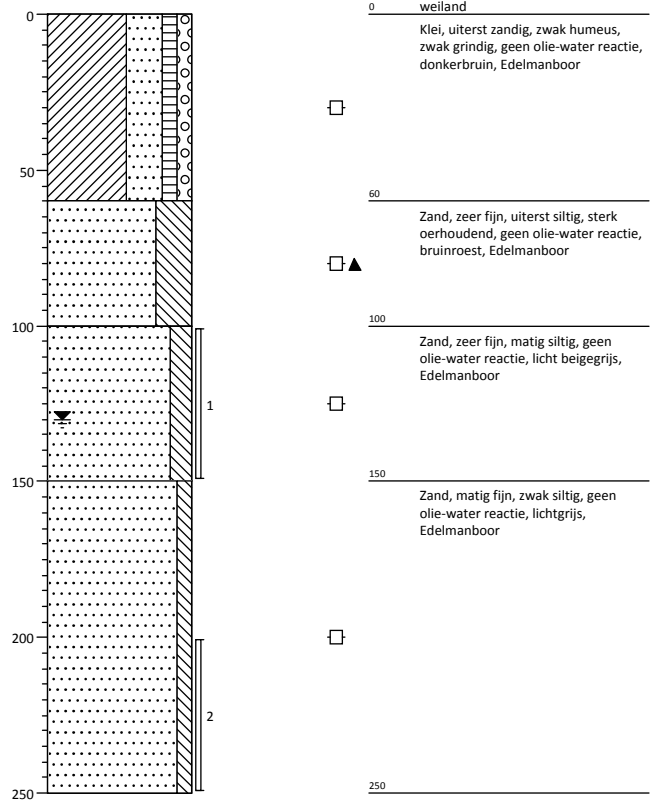 0
50
100
150
200
250
1
2
0
weiland
Klei, uiterst zandig, zwak humeus,
zwak grindig, geen olie-water reactie,
donkerbruin, Edelmanboor
60
Zand, zeer fijn, uiterst siltig, sterk
oerhoudend, geen olie-water reactie,
bruinroest, Edelmanboor
100
Zand, zeer fijn, matig siltig, geen
olie-water reactie, licht beigegrijs,
Edelmanboor
150
Zand, matig fijn, zwak siltig, geen
olie-water reactie, lichtgrijs,
Edelmanboor
250